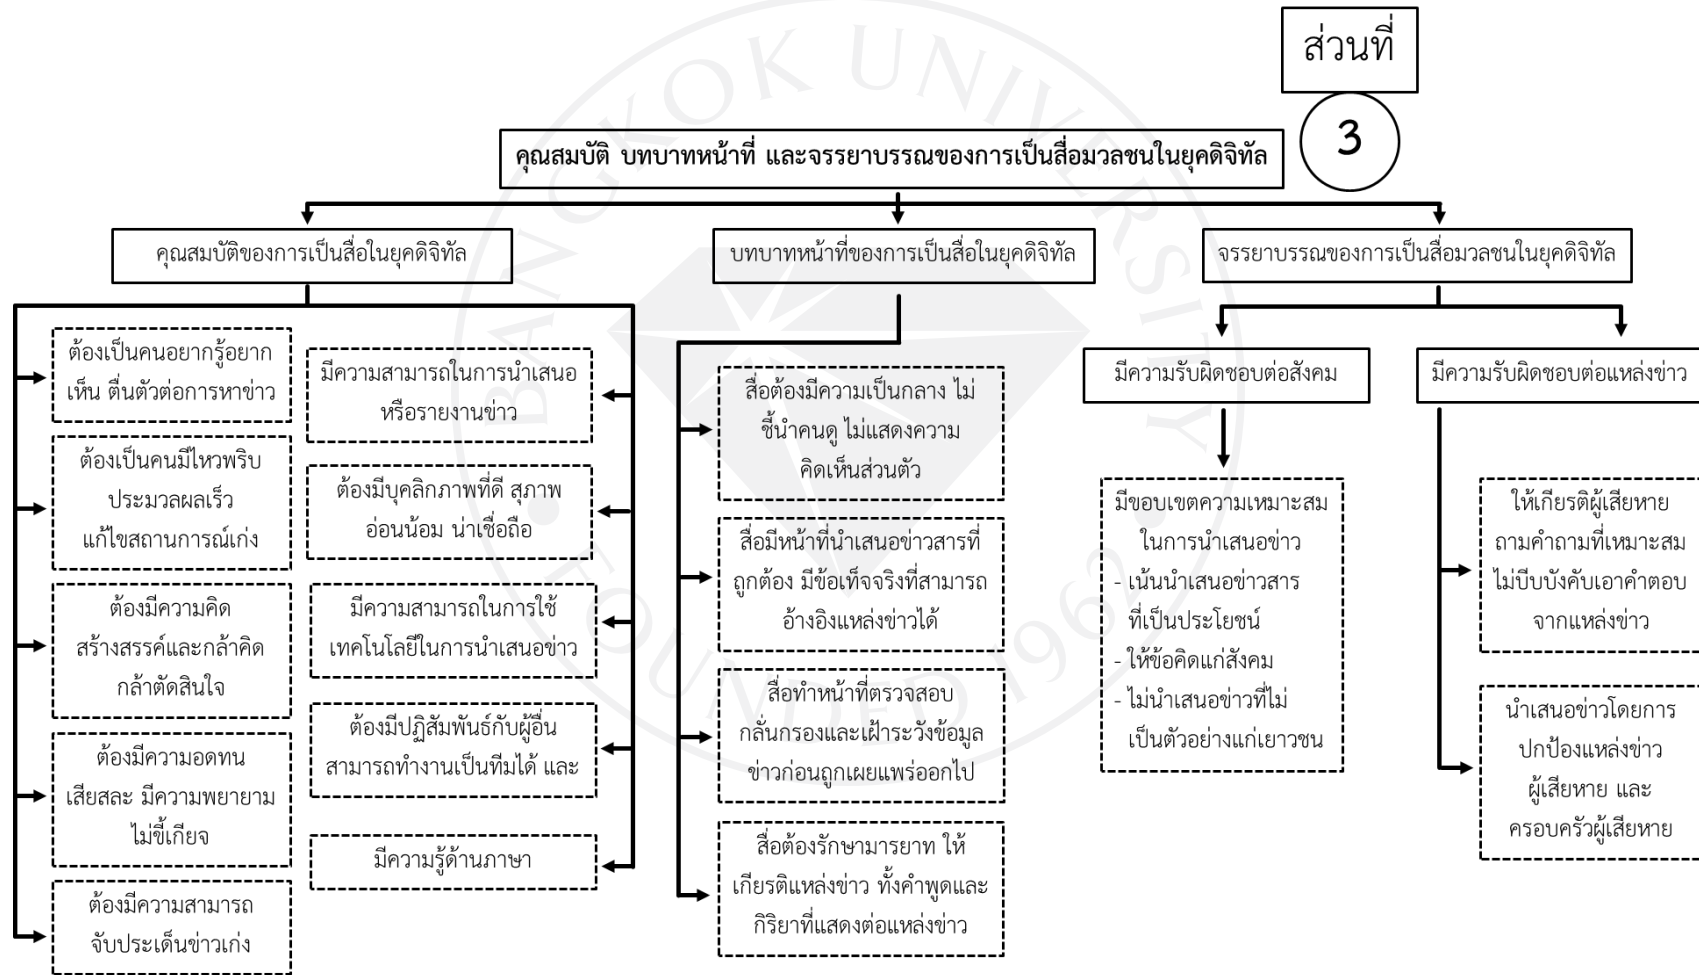 ส่วนที่
3
คุณสมบัติ บทบาทหน้าที่ และจรรยาบรรณของการเป็นสื่อมวลชนในยุคดิจิทัล
คุณสมบัติของการเป็นสื่อในยุคดิจิทัล
ต้องเป็นคนอยากรู้อยาก
เห็น ตื่นตัวต่อการหาข่าว
ต้องเป็นคนมีไหวพริบ
ประมวลผลเร็ว
แก้ไขสถานการณ์เก่ง
ต้องมีความคิด
สร้างสรรค์และกล้าคิด
กล้าตัดสินใจ
ต้องมีความอดทน
เสียสละ มีความพยายาม
ไม่ขี้เกียจ
ต้องมีความสามารถ
จับประเด็นข่าวเก่ง
มีความสามารถในการนำเสนอ
หรือรายงานข่าว
ต้องมีบุคลิกภาพที่ดี สุภาพ
อ่อนน้อม น่าเชื่อถือ
มีความสามารถในการใช้
เทคโนโลยีในการนำเสนอข่าว
ต้องมีปฏิสัมพันธ์กับผู้อื่น
สามารถทำงานเป็นทีมได้ และ
มีความรู้ด้านภาษา
บทบาทหน้าที่ของการเป็นสื่อในยุคดิจิทัล
สื่อต้องมีความเป็นกลาง ไม่
ชี้นำคนดู ไม่แสดงความ
คิดเห็นส่วนตัว
สื่อมีหน้าที่นำเสนอข่าวสารที่
ถูกต้อง มีข้อเท็จจริงที่สามารถ
อ้างอิงแหล่งข่าวได้
สื่อทำหน้าที่ตรวจสอบ
กลั่นกรองและเฝ้าระวังข้อมูล
ข่าวก่อนถูกเผยแพร่ออกไป
สื่อต้องรักษามารยาท ให้
เกียรติแหล่งข่าว ทั้งคำพูดและ
กิริยาที่แสดงต่อแหล่งข่าว
จรรยาบรรณของการเป็นสื่อมวลชนในยุคดิจิทัล
มีความรับผิดชอบต่อสังคม
มีขอบเขตความเหมาะสม
ในการนำเสนอข่าว
- เน้นนำเสนอข่าวสาร
ที่เป็นประโยชน์
- ให้ข้อคิดแก่สังคม
- ไม่นำเสนอข่าวที่ไม่
เป็นตัวอย่างแก่เยาวชน
มีความรับผิดชอบต่อแหล่งข่าว
ให้เกียรติผู้เสียหาย
ถามคำถามที่เหมาะสม
ไม่บีบบังคับเอาคำตอบ
จากแหล่งข่าว
นำเสนอข่าวโดยการ
ปกป้องแหล่งข่าว
ผู้เสียหาย และ
ครอบครัวผู้เสียหาย
BANGKOK UNIVERSITY
FOUNDED 1962